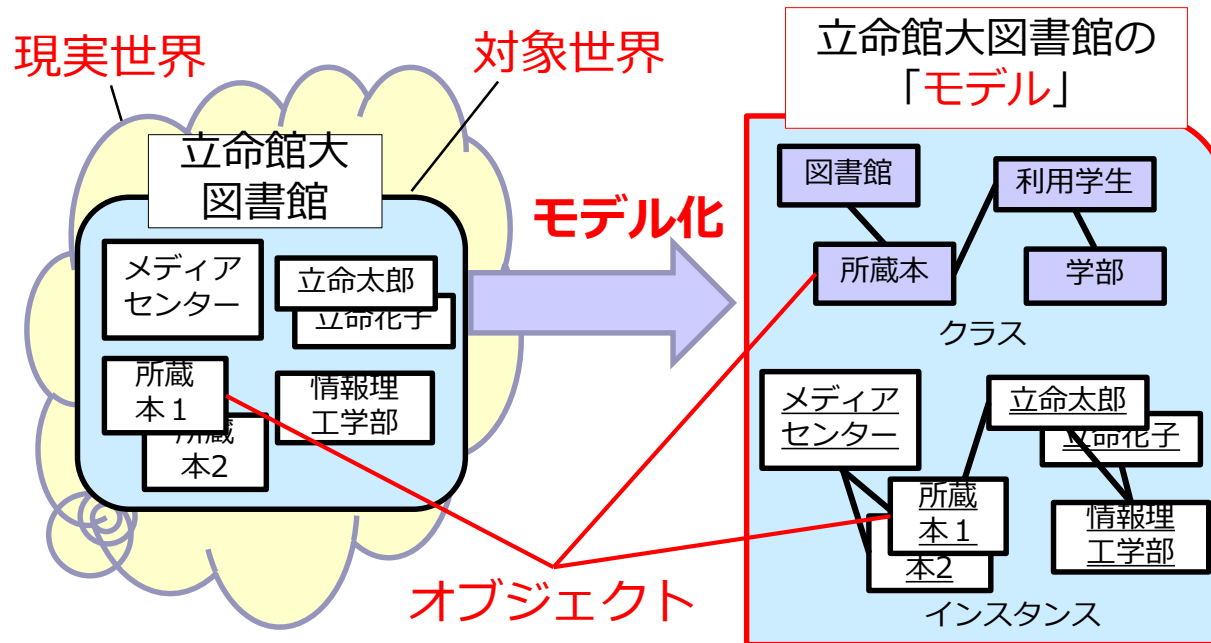 現実世界
対象世界
立命館大
図書館
メディア
センター
立命太郎
立命花子
所蔵
本１
所蔵
本2
情報理
工学部
モデル化
オブジェクト
立命館大図書館の
「モデル」
図書館
利用学生
所蔵本
学部
クラス
メディア
センター
立命太郎
立命花子
所蔵
本１
本2
情報理
工学部
インスタンス